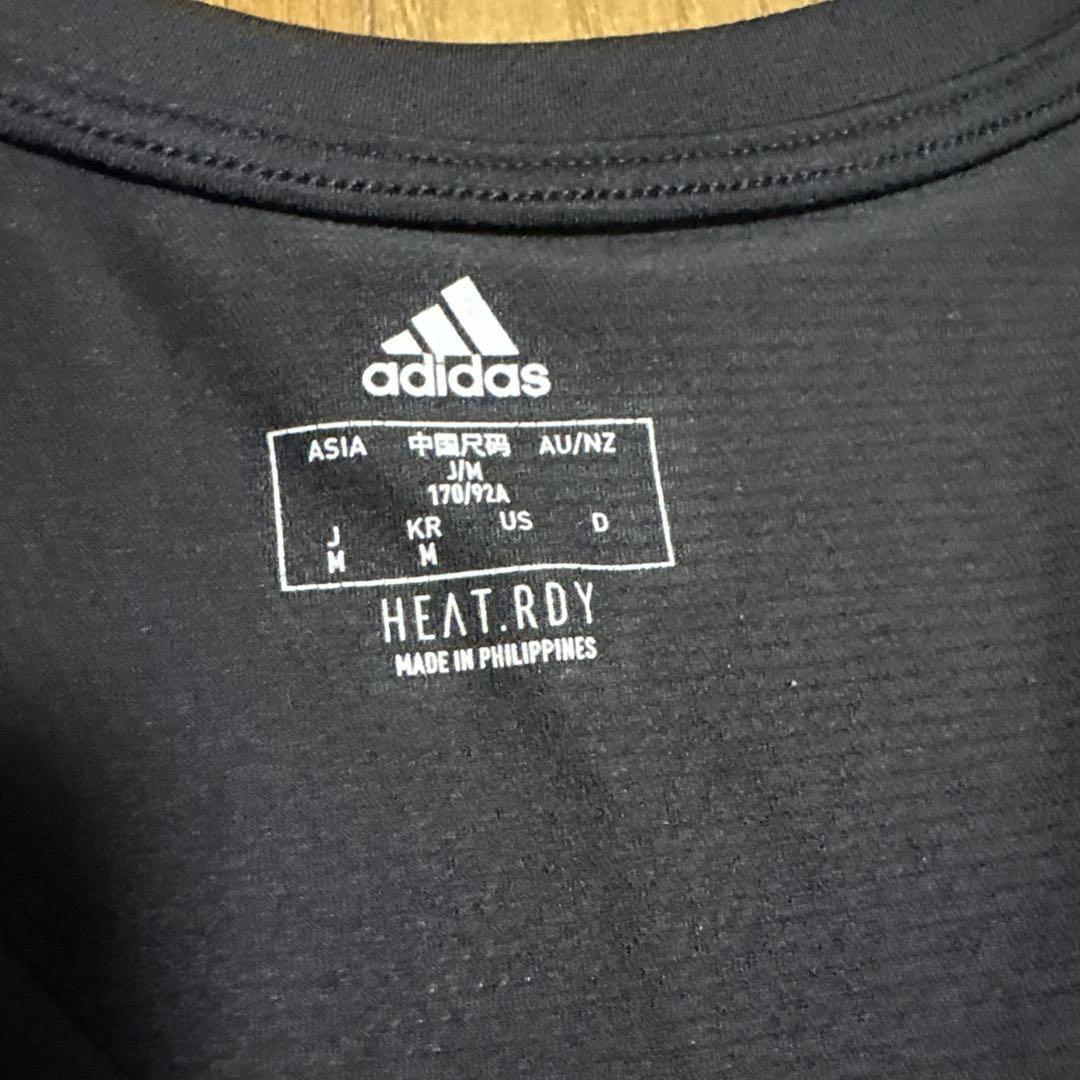 adidas
ASIA 中国尺码 AU/NZ
J/M
170/92A
J KR US D
M M
HEAT.RDY
MADE IN PHILIPPINES